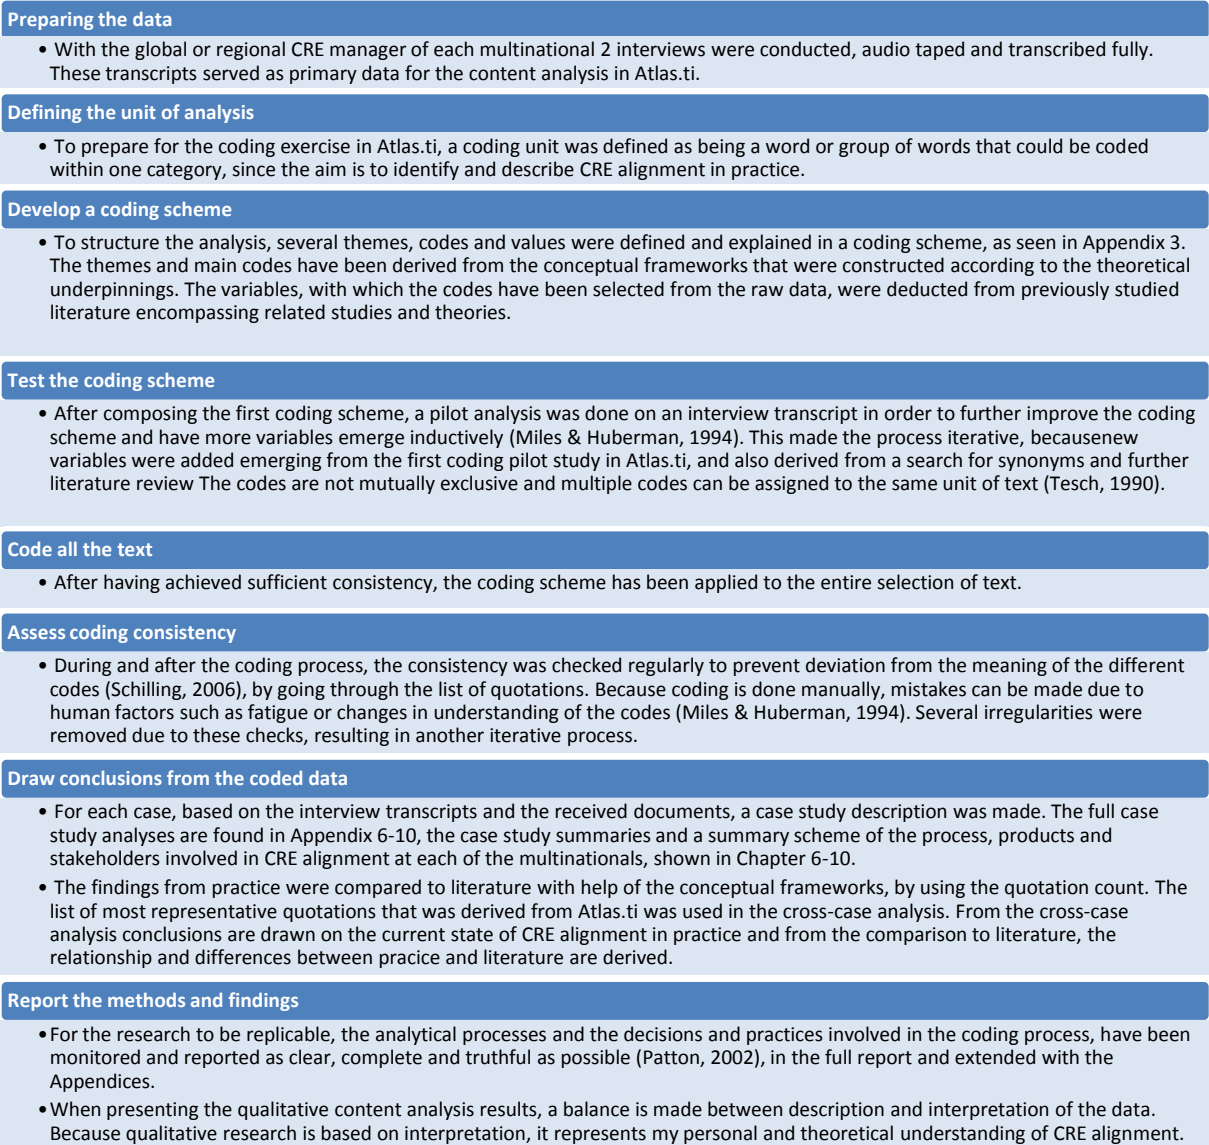 Preparing the data
• With the global or regional CRE manager of each multinational 2 interviews were conducted, audio taped and transcribed fully.
These transcripts served as primary data for the content analysis in Atlas.ti.
Defining the unit of analysis
• To prepare for the coding exercise in Atlas.ti, a coding unit was defined as being a word or group of words that could be coded
within one category, since the aim is to identify and describe CRE alignment in practice.
Develop a coding scheme
• To structure the analysis, several themes, codes and values were defined and explained in a coding scheme, as seen in Appendix 3.
The themes and main codes have been derived from the conceptual frameworks that were constructed according to the theoretical
underpinnings. The variables, with which the codes have been selected from the raw data, were deducted from previously studied
literature encompassing related studies and theories.
Test the coding scheme
• After composing the first coding scheme, a pilot analysis was done on an interview transcript in order to further improve the coding
scheme and have more variables emerge inductively (Miles & Huberman, 1994). This made the process iterative, becausenew
variables were added emerging from the first coding pilot study in Atlas.ti, and also derived from a search for synonyms and further
literature review The codes are not mutually exclusive and multiple codes can be assigned to the same unit of text (Tesch, 1990).
Code all the text
• After having achieved sufficient consistency, the coding scheme has been applied to the entire selection of text.
Assess coding consistency
• During and after the coding process, the consistency was checked regularly to prevent deviation from the meaning of the different
codes (Schilling, 2006), by going through the list of quotations. Because coding is done manually, mistakes can be made due to
human factors such as fatigue or changes in understanding of the codes (Miles & Huberman, 1994). Several irregularities were
removed due to these checks, resulting in another iterative process.
Draw conclusions from the coded data
• For each case, based on the interview transcripts and the received documents, a case study description was made. The full case
study analyses are found in Appendix 6-10, the case study summaries and a summary scheme of the process, products and
stakeholders involved in CRE alignment at each of the multinationals, shown in Chapter 6-10.
• The findings from practice were compared to literature with help of the conceptual frameworks, by using the quotation count. The
list of most representative quotations that was derived from Atlas.ti was used in the cross-case analysis. From the cross-case
analysis conclusions are drawn on the current state of CRE alignment in practice and from the comparison to literature, the
relationship and differences between pracice and literature are derived.
Report the methods and findings
• For the research to be replicable, the analytical processes and the decisions and practices involved in the coding process, have been
monitored and reported as clear, complete and truthful as possible (Patton, 2002), in the full report and extended with the
Appendices.
• When presenting the qualitative content analysis results, a balance is made between description and interpretation of the data.
Because qualitative research is based on interpretation, it represents my personal and theoretical understanding of CRE alignment.